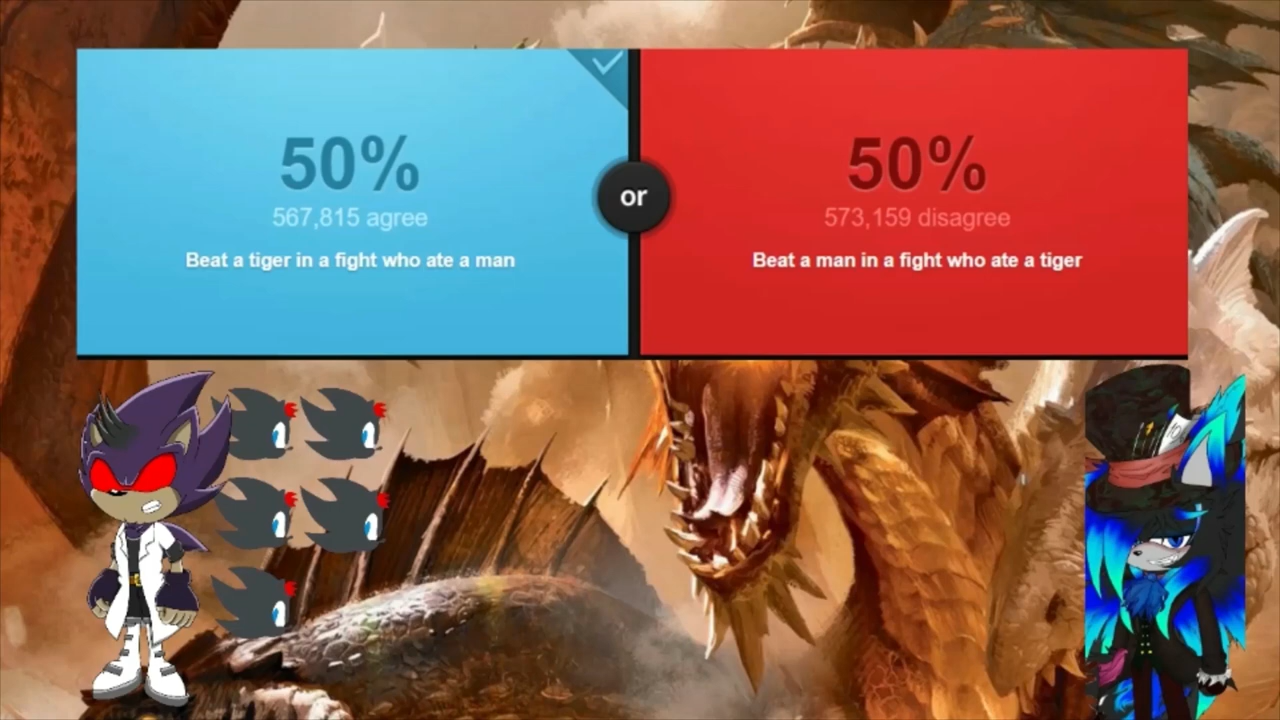 50%
567,815 agree
Beat a tiger in a fight who ate a man
or
50%
573,159 disagree
Beat a man in a fight who ate a tiger